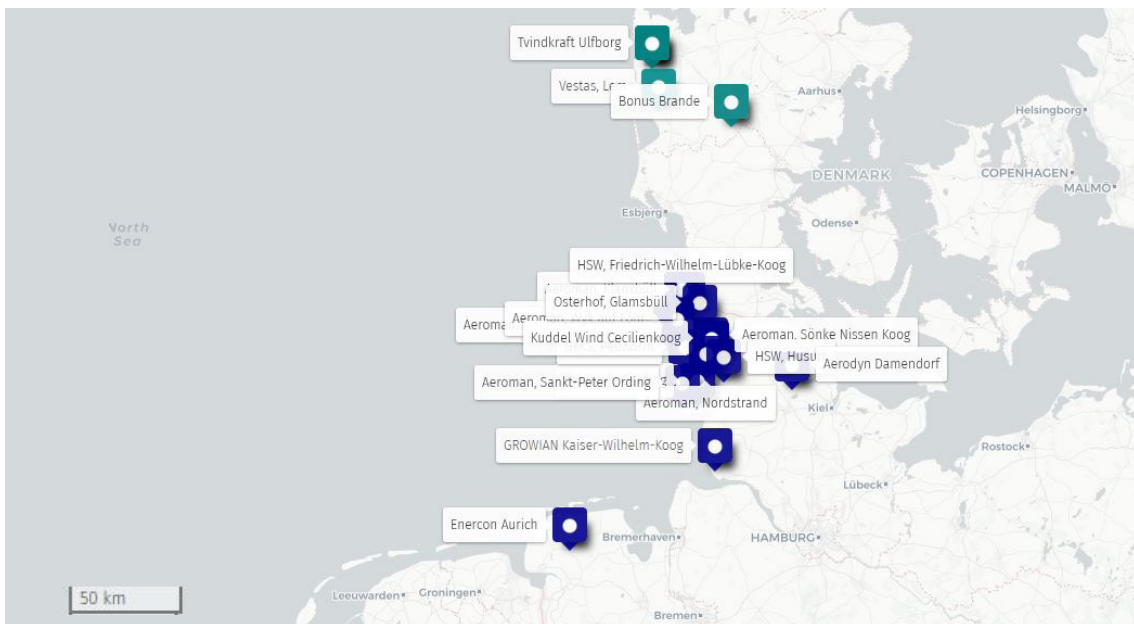 Tvindkraft Ulfborg
Vestas,
Bonus Brande
Aarhus
Helsingborg
DENMARK
COPENHAGEN
MALMÖ
Esbjerg
Odense
North
Sea
HSW, Friedrich-Wilhelm-Lübke-Koog
Osterhof, Glamsbüll
Aeroman
Kuddel Wind Cecilienkoog
Aeroman. Sönke Nissen Koog
HSW,
Aerodyn Damendorf
Aeroman, Sankt-Peter Ording
Aeroman, Nordstrand
Kiel
GROWIAN Kaiser-Wilhelm-Koog
Rostock
Lübeck
Enercon Aurich
Bremerhaven
HAMBURG
50 km
Leeuwarden
Groningen
Bremen